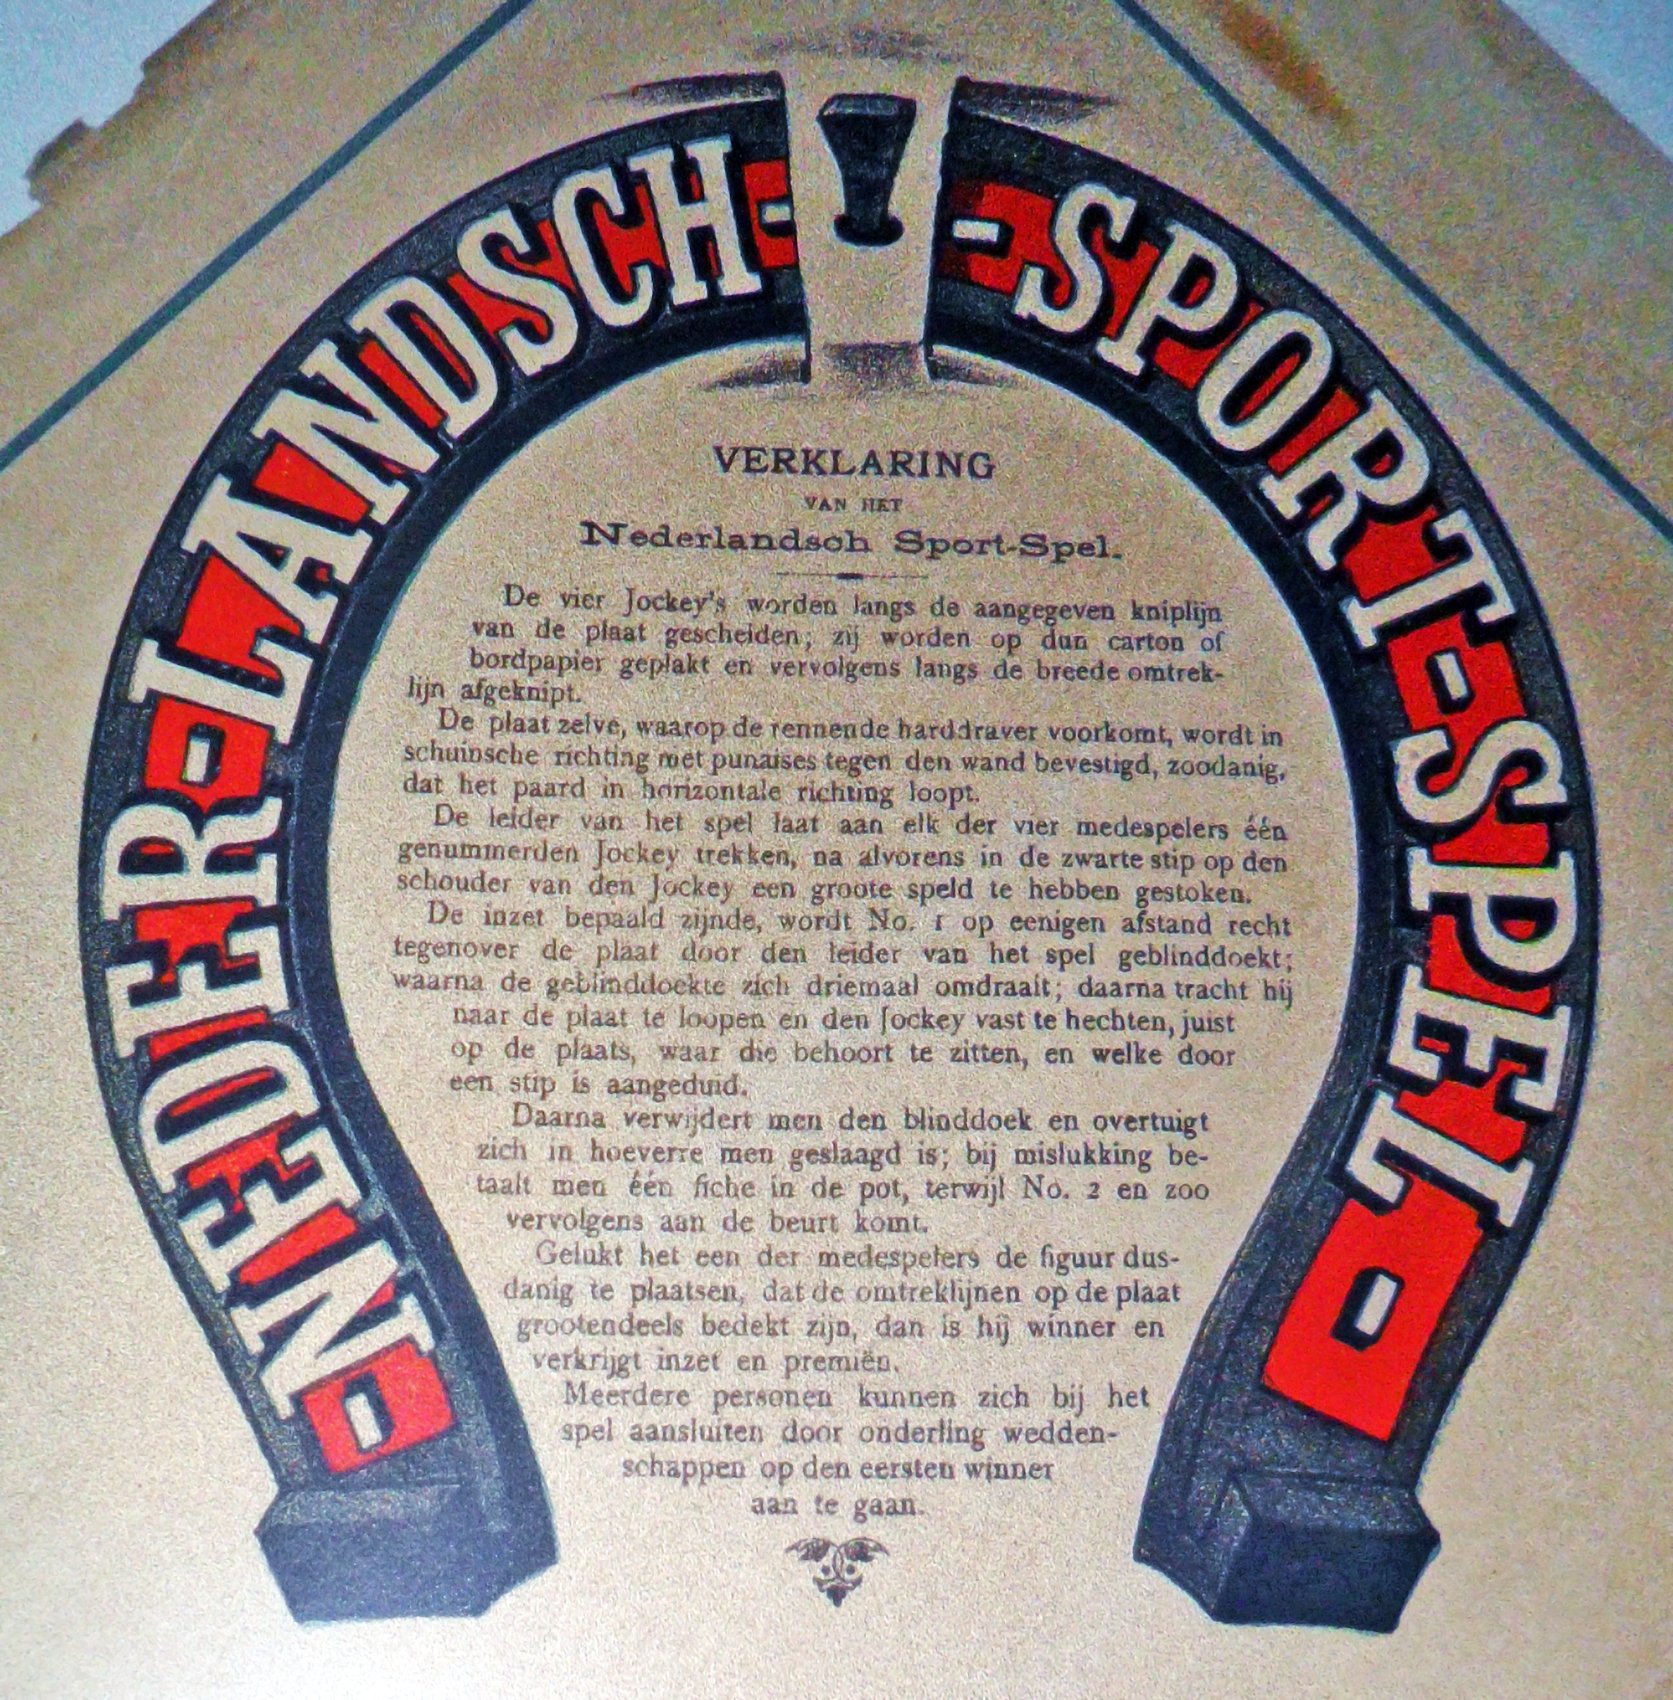 NEDER-LANDSCH-
-SPORT-SPEL
VERKLARING
VAN HET
Nederlandsch Sport-Spel.
De vier Jockey's worden langs de aangegeven kniplijn
van de plaat gescheiden; zij worden op dun carton of
bordpapier geplakt en vervolgens langs de breede omtrek-
lijn afgeknipt.
De plaat zelve, waarop de rennende harddraver voorkomt, wordt in
schuinsche richting met punaises tegen den wand bevestigd, zoodanig,
dat het paard in horizontale richting loopt.
De leider van het spel laat aan elk der vier medespelers één
genummerden Jockey trekken, na alvorens in de zwarte stip op den
schouder van den Jockey een groote speld te hebben gestoken.
De inzet bepaald zijnde, wordt No. 1 op eenigen afstand recht
tegenover de plaat door den leider van het spel geblinddoekt;
waarna de geblinddoekte zich driemaal omdraait; daarna tracht hij
naar de plaat te loopen en den Jockey vast te hechten, juist
op de plaats, waar die behoort te zitten, en welke door
een stip is aangeduid.
Daarna verwijdert men den blinddoek en overtuigt
zich in hoeverre men geslaagd is; bij mislukking be-
taalt men één fiche in de pot, terwijl No. 2 en zoo
vervolgens aan de beurt komt.
Gelukt het een der medespelers de figuur dus-
danig te plaatsen, dat de omtreklijnen op de plaat
grootendeels bedekt zijn, dan is hij winner en
verkrijgt inzet en premiën.
Meerdere personen kunnen zich bij het
spel aansluiten door onderling wedden-
schappen op den eersten winner
aan te gaan.